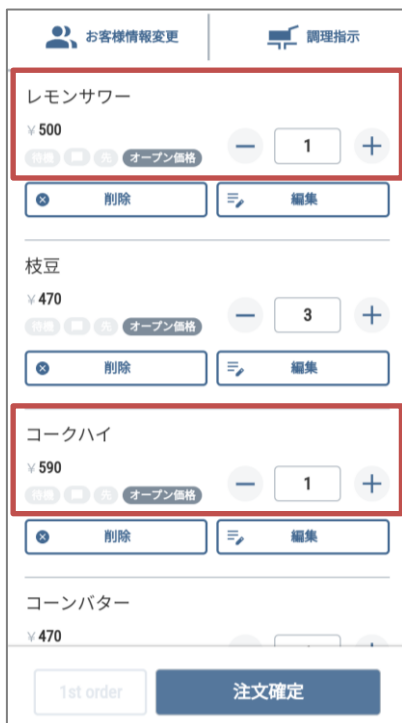 お客様情報変更
調理指示
レモンサワー
¥ 500
待機 先 オープン価格
1
削除
編集
枝豆
¥ 470
待機 先 オープン価格
3
削除
編集
コークハイ
¥ 590
待機 先 オープン価格
1
削除
編集
コーンバター
¥ 470
1st order
注文確定